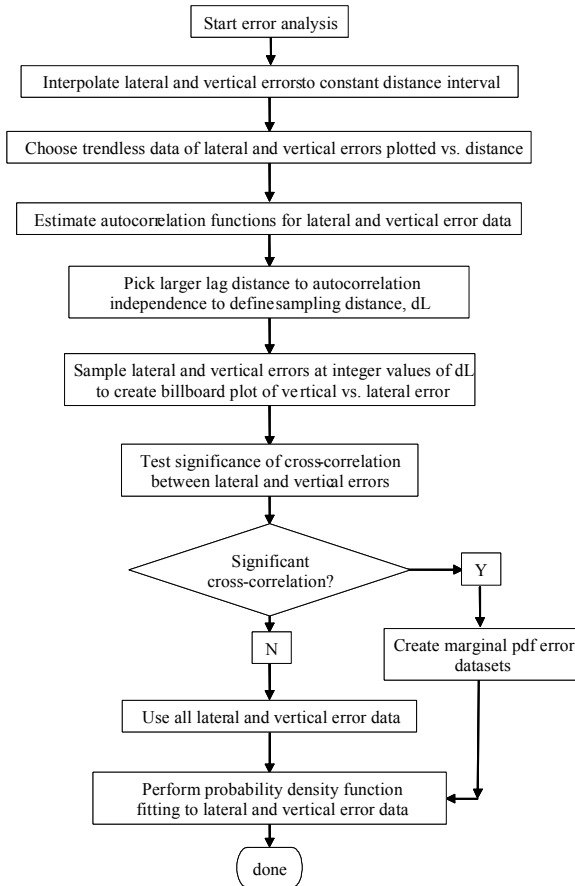 Start error analysis
Interpolate lateral and vertical errorsto constant distance interval
Choose trendless data of lateral and vertical errors plotted vs. distance
Estimate autocorrelation functions for lateral and vertical error data
Pick larger lag distance to autocorrelation
independence to define sampling distance, dL
Sample lateral and vertical errors at integer values of dL
to create billboard plot of vertical vs. lateral error
Test significance of cross-correlation
between lateral and vertical errors
Significant
cross-correlation?
Y
N
Create marginal pdf error
datasets
Use all lateral and vertical error data
Perform probability density function
fitting to lateral and vertical error data
done